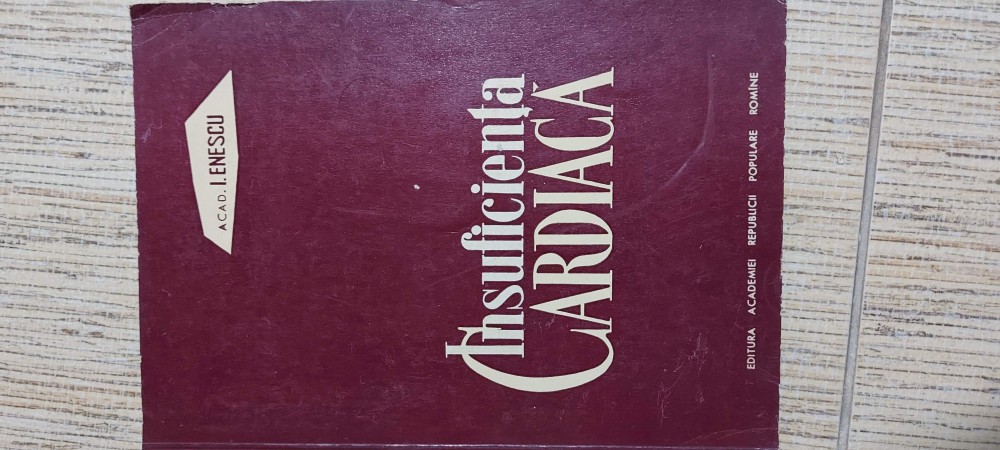 ACAD. I. ENESCU
Insuficiența
CARDIACĂ
EDITURA ACADEMIEI REPUBLICII POPULARE ROMÎNE